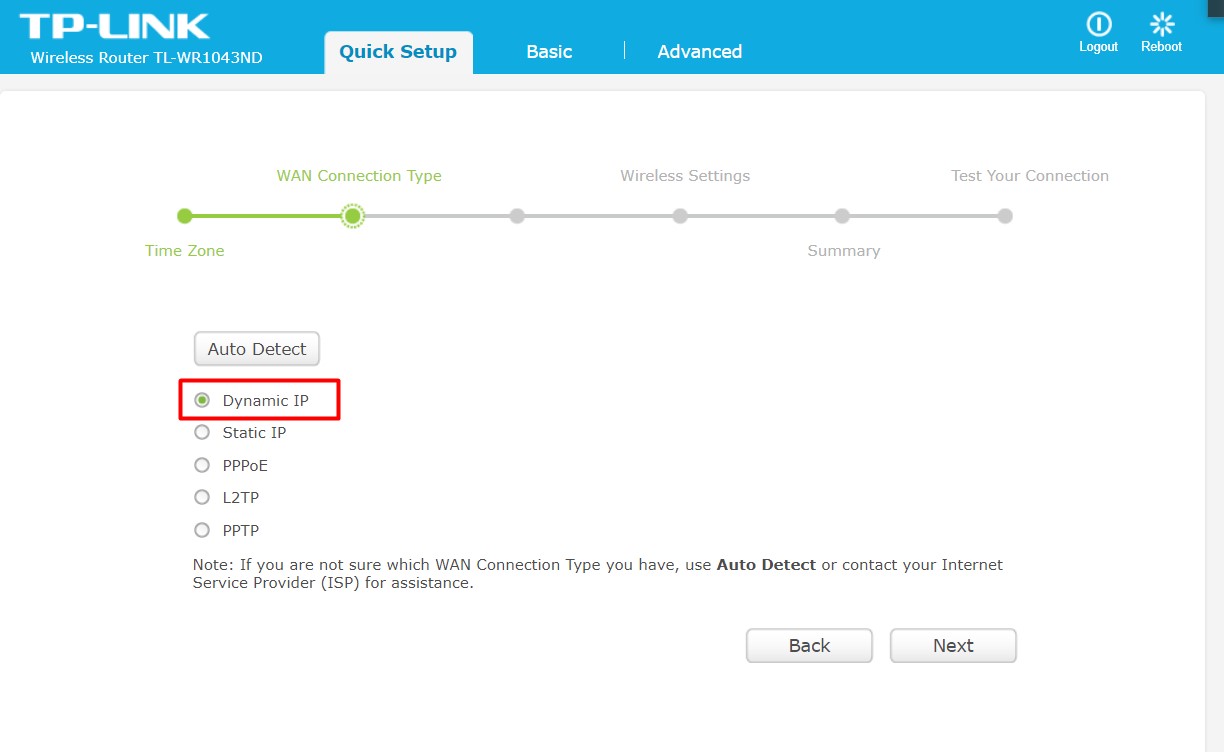 TP-LINK
Wireless Router TL-WR1043ND
Quick Setup
Basic
Advanced
Logout
Reboot
WAN Connection Type
Wireless Settings
Test Your Connection
Time Zone
Summary
Auto Detect
Dynamic IP
Static IP
PPPoE
L2TP
PPTP
Note: If you are not sure which WAN Connection Type you have, use Auto Detect or contact your Internet
Service Provider (ISP) for assistance.
Back
Next